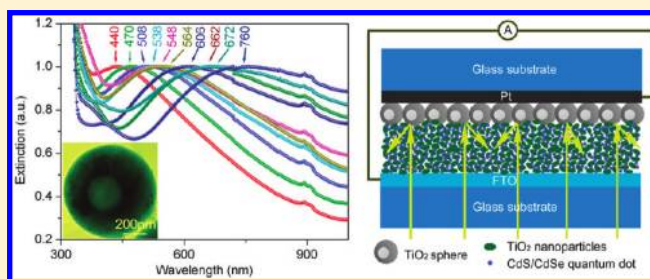 440
470
508
538
548
564
606
662
672
760
1.2
1.0
0.8
0.6
0.4
0.2
Extinction (a.u.)
200nm
300
600
900
Wavelength (nm)
A
Glass substrate
Pt
FTO
Glass substrate
TiO₂ sphere
TiO₂ nanoparticles
CdS/CdSe quantum dot